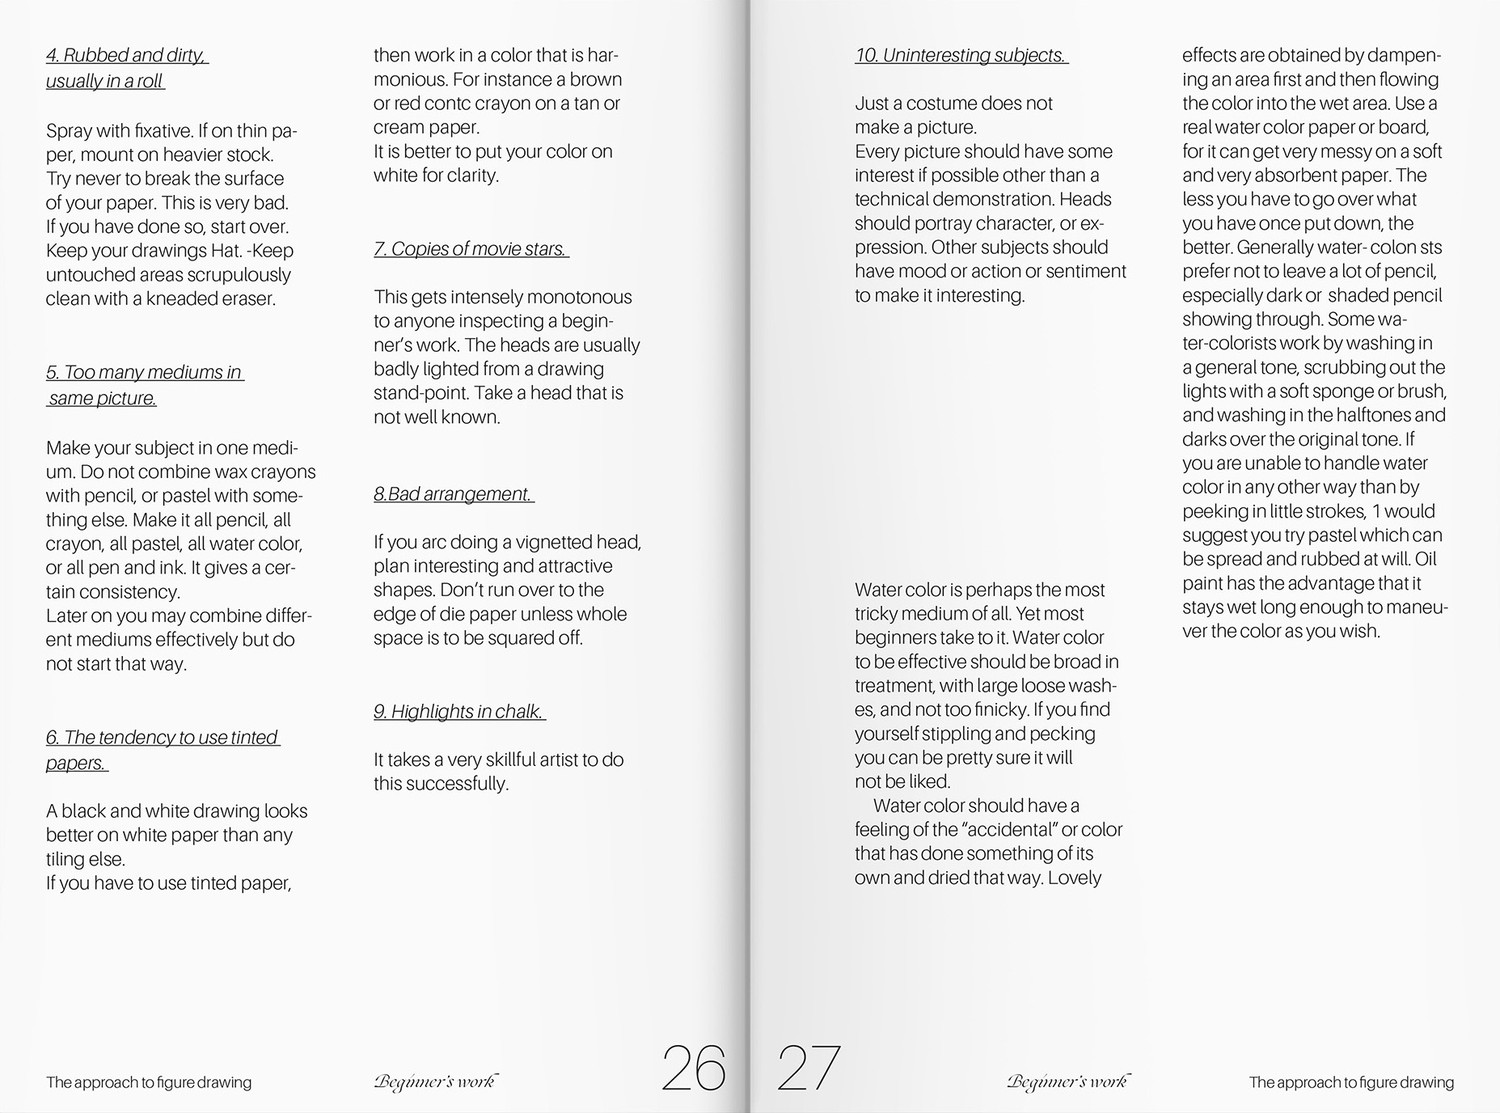 4. Rubbed and dirty,
usually in a roll
Spray with fixative. If on thin pa-
per, mount on heavier stock.
Try never to break the surface
of your paper. This is very bad.
If you have done so, start over.
Keep your drawings Hat. -Keep
untouched areas scrupulously
clean with a kneaded eraser.
5. Too many mediums in
same picture.
Make your subject in one medi-
um. Do not combine wax crayons
with pencil, or pastel with some-
thing else. Make it all pencil, all
crayon, all pastel, all water color,
or all pen and ink. It gives a cer-
tain consistency.
Later on you may combine differ-
ent mediums effectively but do
not start that way.
6. The tendency to use tinted
papers.
A black and white drawing looks
better on white paper than any
tiling else.
If you have to use tinted paper,
then work in a color that is har-
monious. For instance a brown
or red contc crayon on a tan or
cream paper.
It is better to put your color on
white for clarity.
7. Copies of movie stars.
This gets intensely monotonous
to anyone inspecting a begin-
ner's work. The heads are usually
badly lighted from a drawing
stand-point. Take a head that is
not well known.
8.Bad arrangement.
If you arc doing a vignetted head,
plan interesting and attractive
shapes. Don't run over to the
edge of die paper unless whole
space is to be squared off.
9. Highlights in chalk.
It takes a very skillful artist to do
this successfully.
The approach to figure drawing
Beginner's work
26
10. Uninteresting subjects.
Just a costume does not
make a picture.
Every picture should have some
interest if possible other than a
technical demonstration. Heads
should portray character, or ex-
pression. Other subjects should
have mood or action or sentiment
to make it interesting.
Water color is perhaps the most
tricky medium of all. Yet most
beginners take to it. Water color
to be effective should be broad in
treatment, with large loose wash-
es, and not too finicky. If you find
yourself stippling and pecking
you can be pretty sure it will
not be liked.
Water color should have a
feeling of the "accidental" or color
that has done something of its
own and dried that way. Lovely
effects are obtained by dampen-
ing an area first and then flowing
the color into the wet area. Use a
real water color paper or board,
for it can get very messy on a soft
and very absorbent paper. The
less you have to go over what
you have once put down, the
better. Generally water- colon sts
prefer not to leave a lot of pencil,
especially dark or shaded pencil
showing through. Some wa-
ter-colorists work by washing in
a general tone, scrubbing out the
lights with a soft sponge or brush,
and washing in the halftones and
darks over the original tone. If
you are unable to handle water
color in any other way than by
peeking in little strokes, 1 would
suggest you try pastel which can
be spread and rubbed at will. Oil
paint has the advantage that it
stays wet long enough to maneu-
ver the color as you wish.
27
Beginner's work
The approach to figure drawing